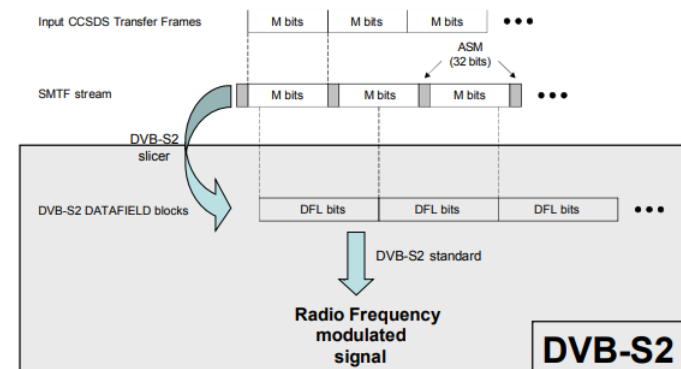 Input CCSDS Transfer Frames
M bits M bits M bits •••
ASM
(32 bits)
SMTF stream
M bits M bits M bits •••
DVB-S2
slicer
DVB-S2 DATAFIELD blocks
DFL bits DFL bits DFL bits •••
DVB-S2 standard
Radio Frequency
modulated
signal
DVB-S2